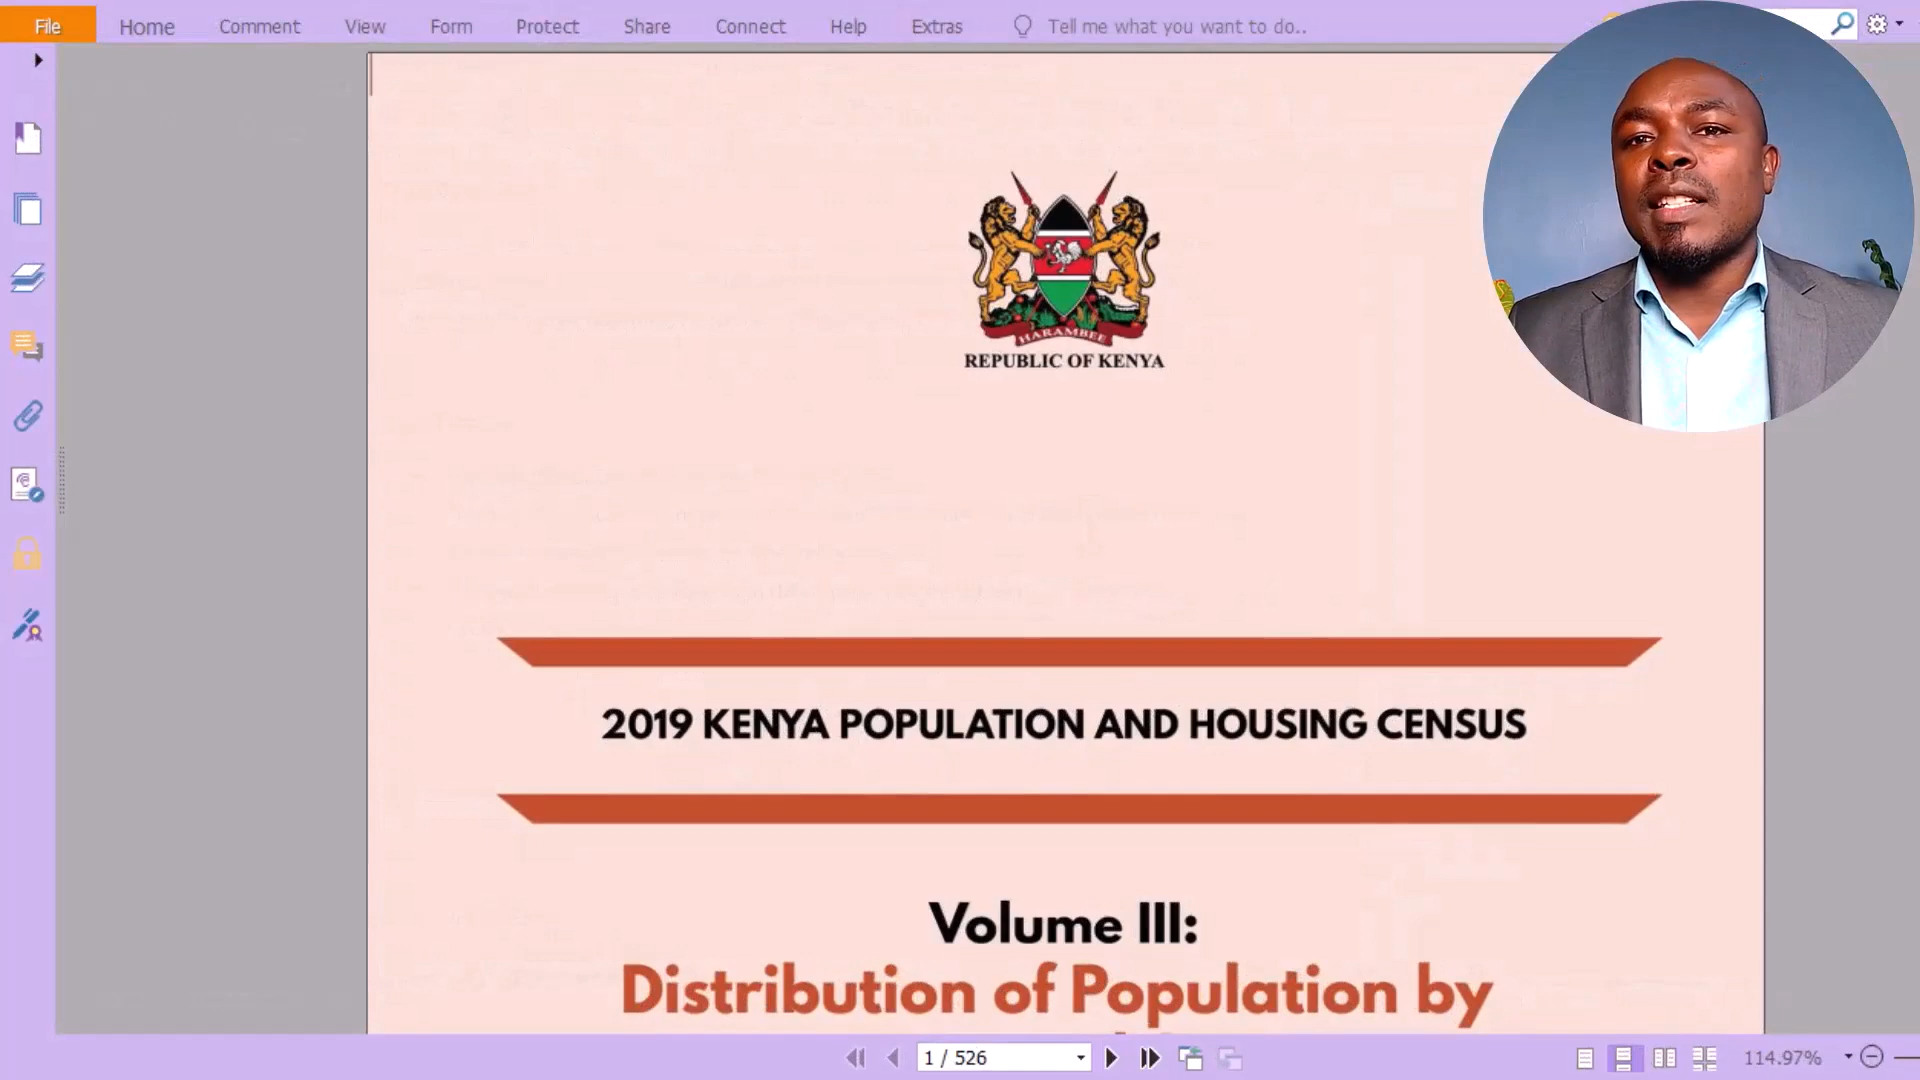 File Home Comment View Form Protect Share Connect Help Extras Tell me what you want to do..
HARAMBEE
REPUBLIC OF KENYA
2019 KENYA POPULATION AND HOUSING CENSUS
Volume III:
Distribution of Population by
1 / 526
114.97%